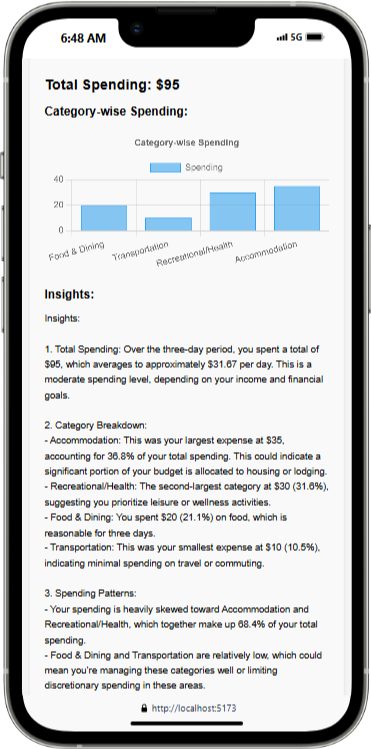 6:48 AM
5G
Total Spending: $95
Category-wise Spending:
Category-wise Spending
Spending
40
20
0
Food & Dining
Transportation
Recreational/Health
Accommodation
Insights:
Insights:
1. Total Spending: Over the three-day period, you spent a total of
$95, which averages to approximately $31.67 per day. This is a
moderate spending level, depending on your income and financial
goals.
2. Category Breakdown:
- Accommodation: This was your largest expense at $35,
accounting for 36.8% of your total spending. This could indicate a
significant portion of your budget is allocated to housing or lodging.
- Recreational/Health: The second-largest category at $30 (31.6%),
suggesting you prioritize leisure or wellness activities.
- Food & Dining: You spent $20 (21.1%) on food, which is
reasonable for three days.
- Transportation: This was your smallest expense at $10 (10.5%),
indicating minimal spending on travel or commuting.
3. Spending Patterns:
- Your spending is heavily skewed toward Accommodation and
Recreational/Health, which together make up 68.4% of your total
spending.
- Food & Dining and Transportation are relatively low, which could
mean you're managing these categories well or limiting
discretionary spending in these areas.
http://localhost:5173